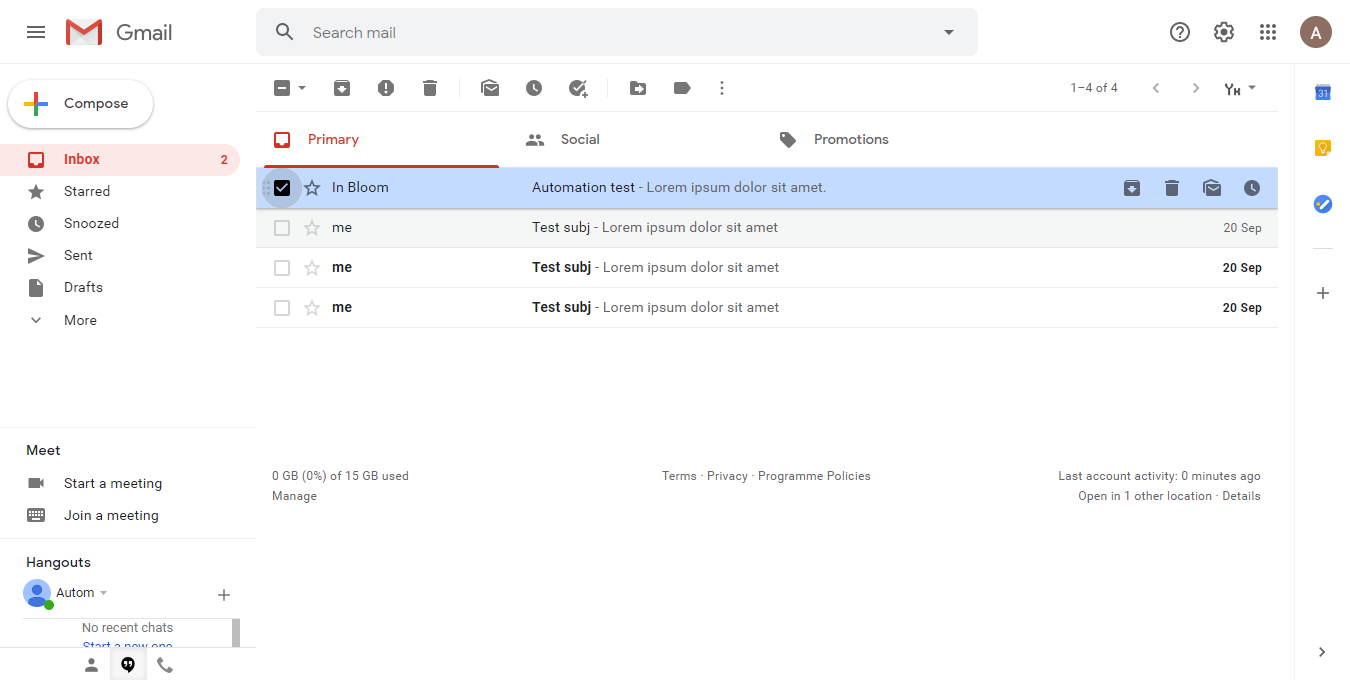 Gmail
Search mail
A
Compose
1–4 of 4
Inbox 2
Starred
Snoozed
Sent
Drafts
More
Primary
Social
Promotions
In Bloom Automation test - Lorem ipsum dolor sit amet.
me Test subj - Lorem ipsum dolor sit amet 20 Sep
me Test subj - Lorem ipsum dolor sit amet 20 Sep
me Test subj - Lorem ipsum dolor sit amet 20 Sep
31
Meet
Start a meeting
Join a meeting
Hangouts
Autom
No recent chats
Start a new one
0 GB (0%) of 15 GB used
Manage
Terms · Privacy · Programme Policies
Last account activity: 0 minutes ago
Open in 1 other location · Details